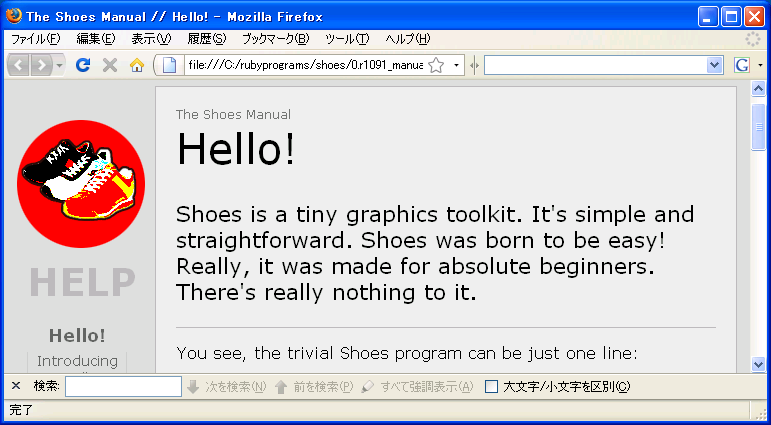 The Shoes Manual // Hello! - Mozilla Firefox
ファイル(F) 編集(E) 表示(V) 履歴(S) ブックマーク(B) ツール(T) ヘルプ(H)
file:///C:/rubyprograms/shoes/0.r1091_manua
G
The Shoes Manual
Hello!
Shoes is a tiny graphics toolkit. It's simple and
straightforward. Shoes was born to be easy!
Really, it was made for absolute beginners.
There's really nothing to it.
You see, the trivial Shoes program can be just one line:
HELP
Hello!
Introducing
検索: 次を検索(N) 前を検索(P) すべて強調表示(A) 大文字/小文字を区別(C)
完了